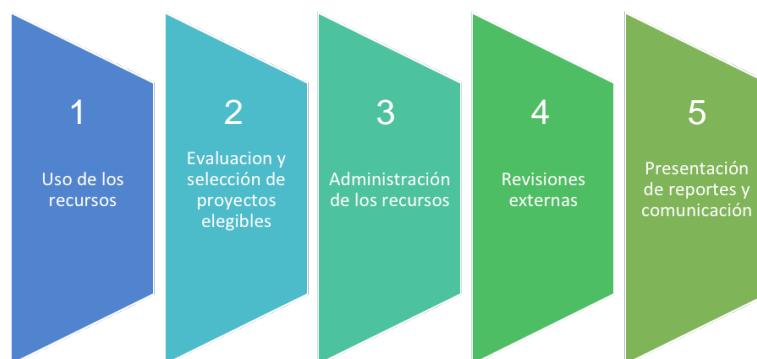 1
Uso de los
recursos
2
Evaluacion y
selección de
proyectos
elegibles
3
Administración
de los recursos
4
Revisiones
externas
5
Presentación
de reportes y
comunicación